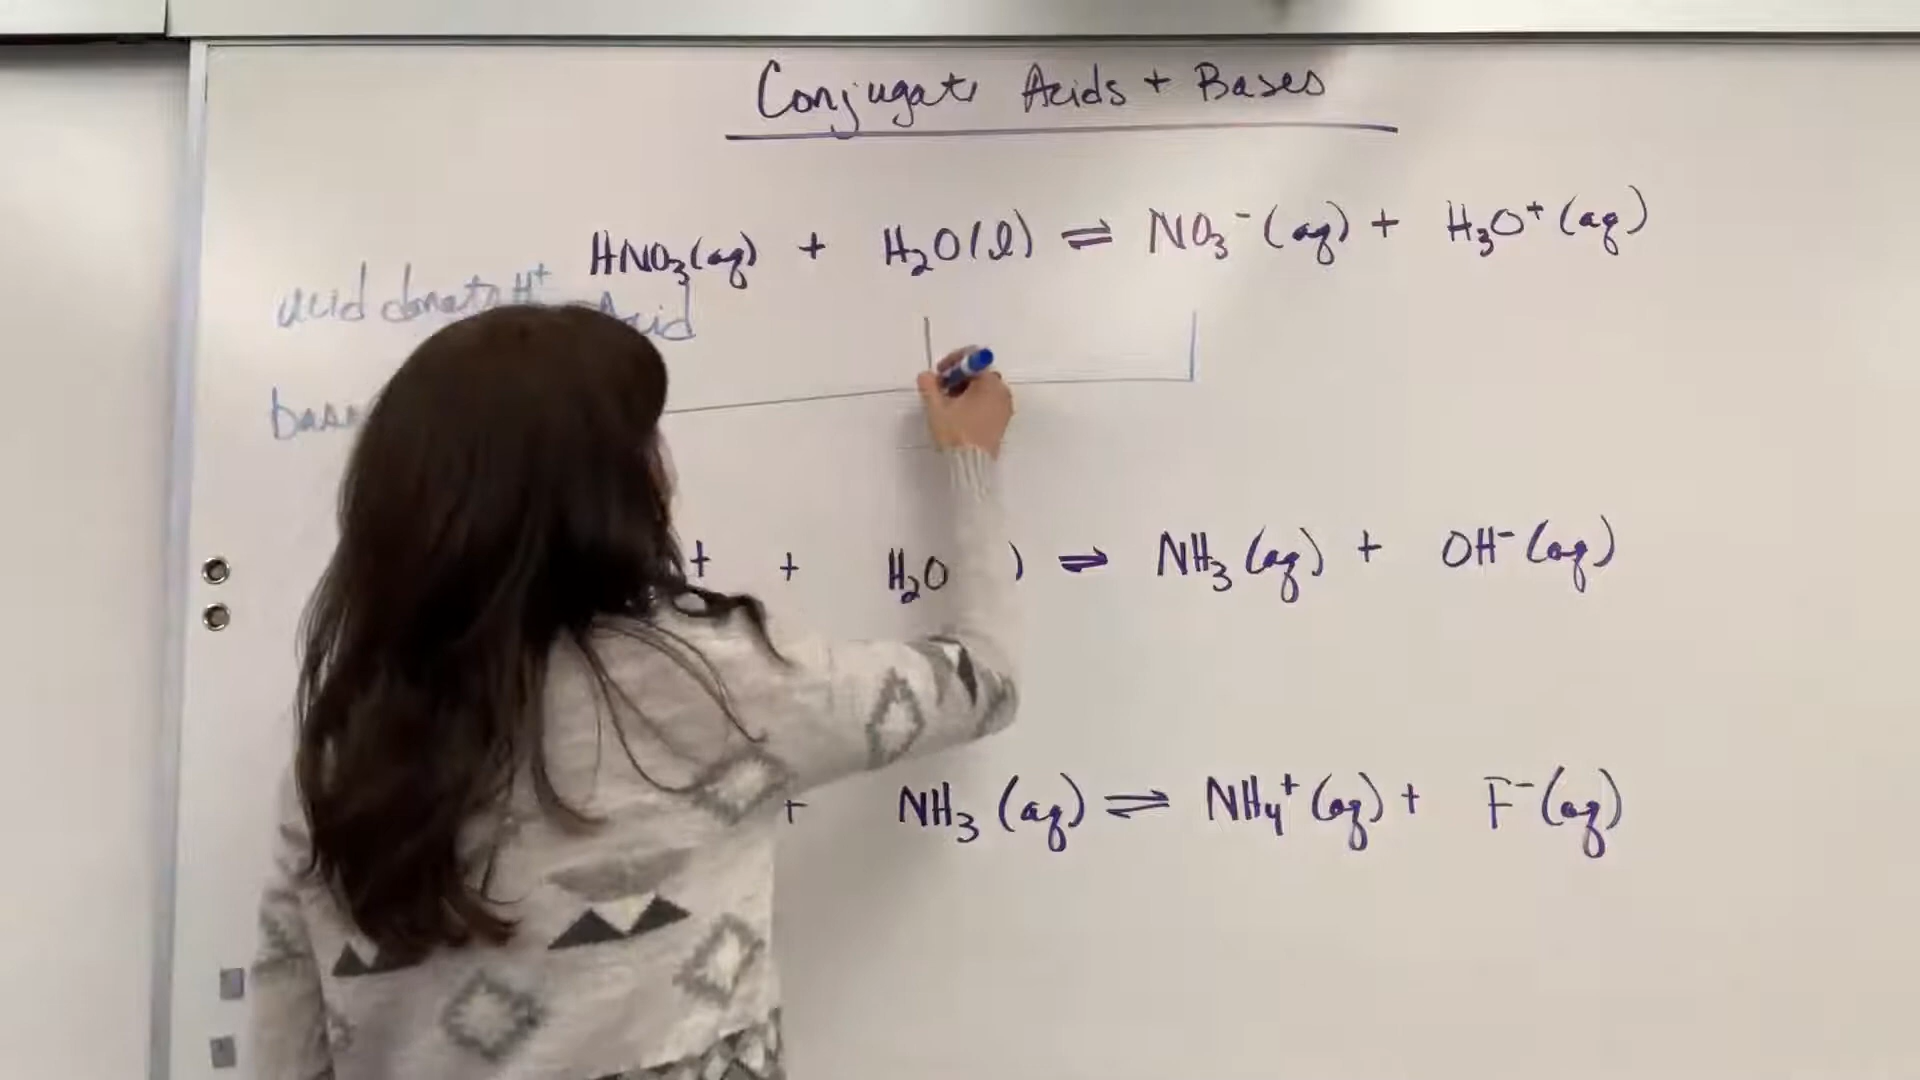 Conjugate Acids + Bases
HNO₃(aq) + H₂O(l) ⇌ NO₃⁻(aq) + H₃O⁺(aq)
acid donate H⁺ Acid
base
+ + H₂O ) ⇌ NH₃(aq) + OH⁻(aq)
+ NH₃(aq) ⇌ NH₄⁺(aq) + F⁻(aq)